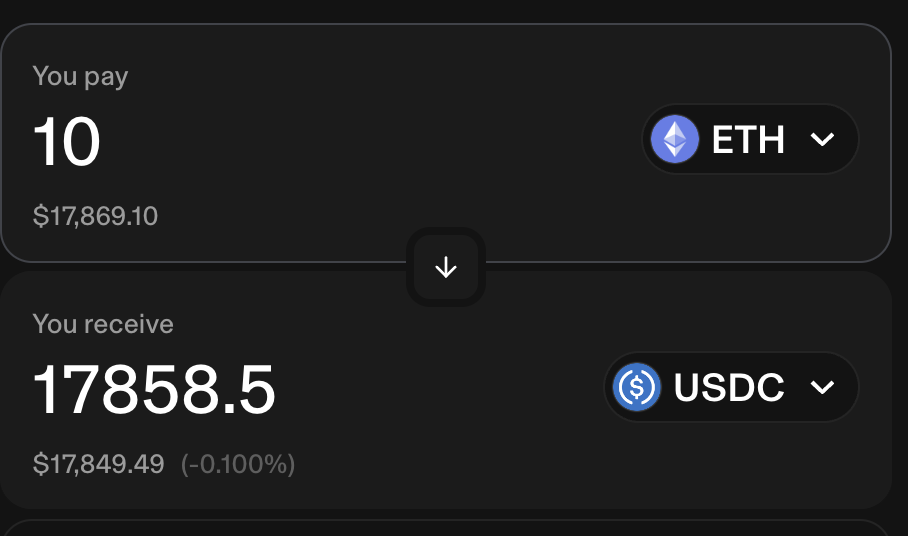 You pay
10
ETH
$17,869.10
You receive
17858.5
$ USDC
$17,849.49 (-0.100%)